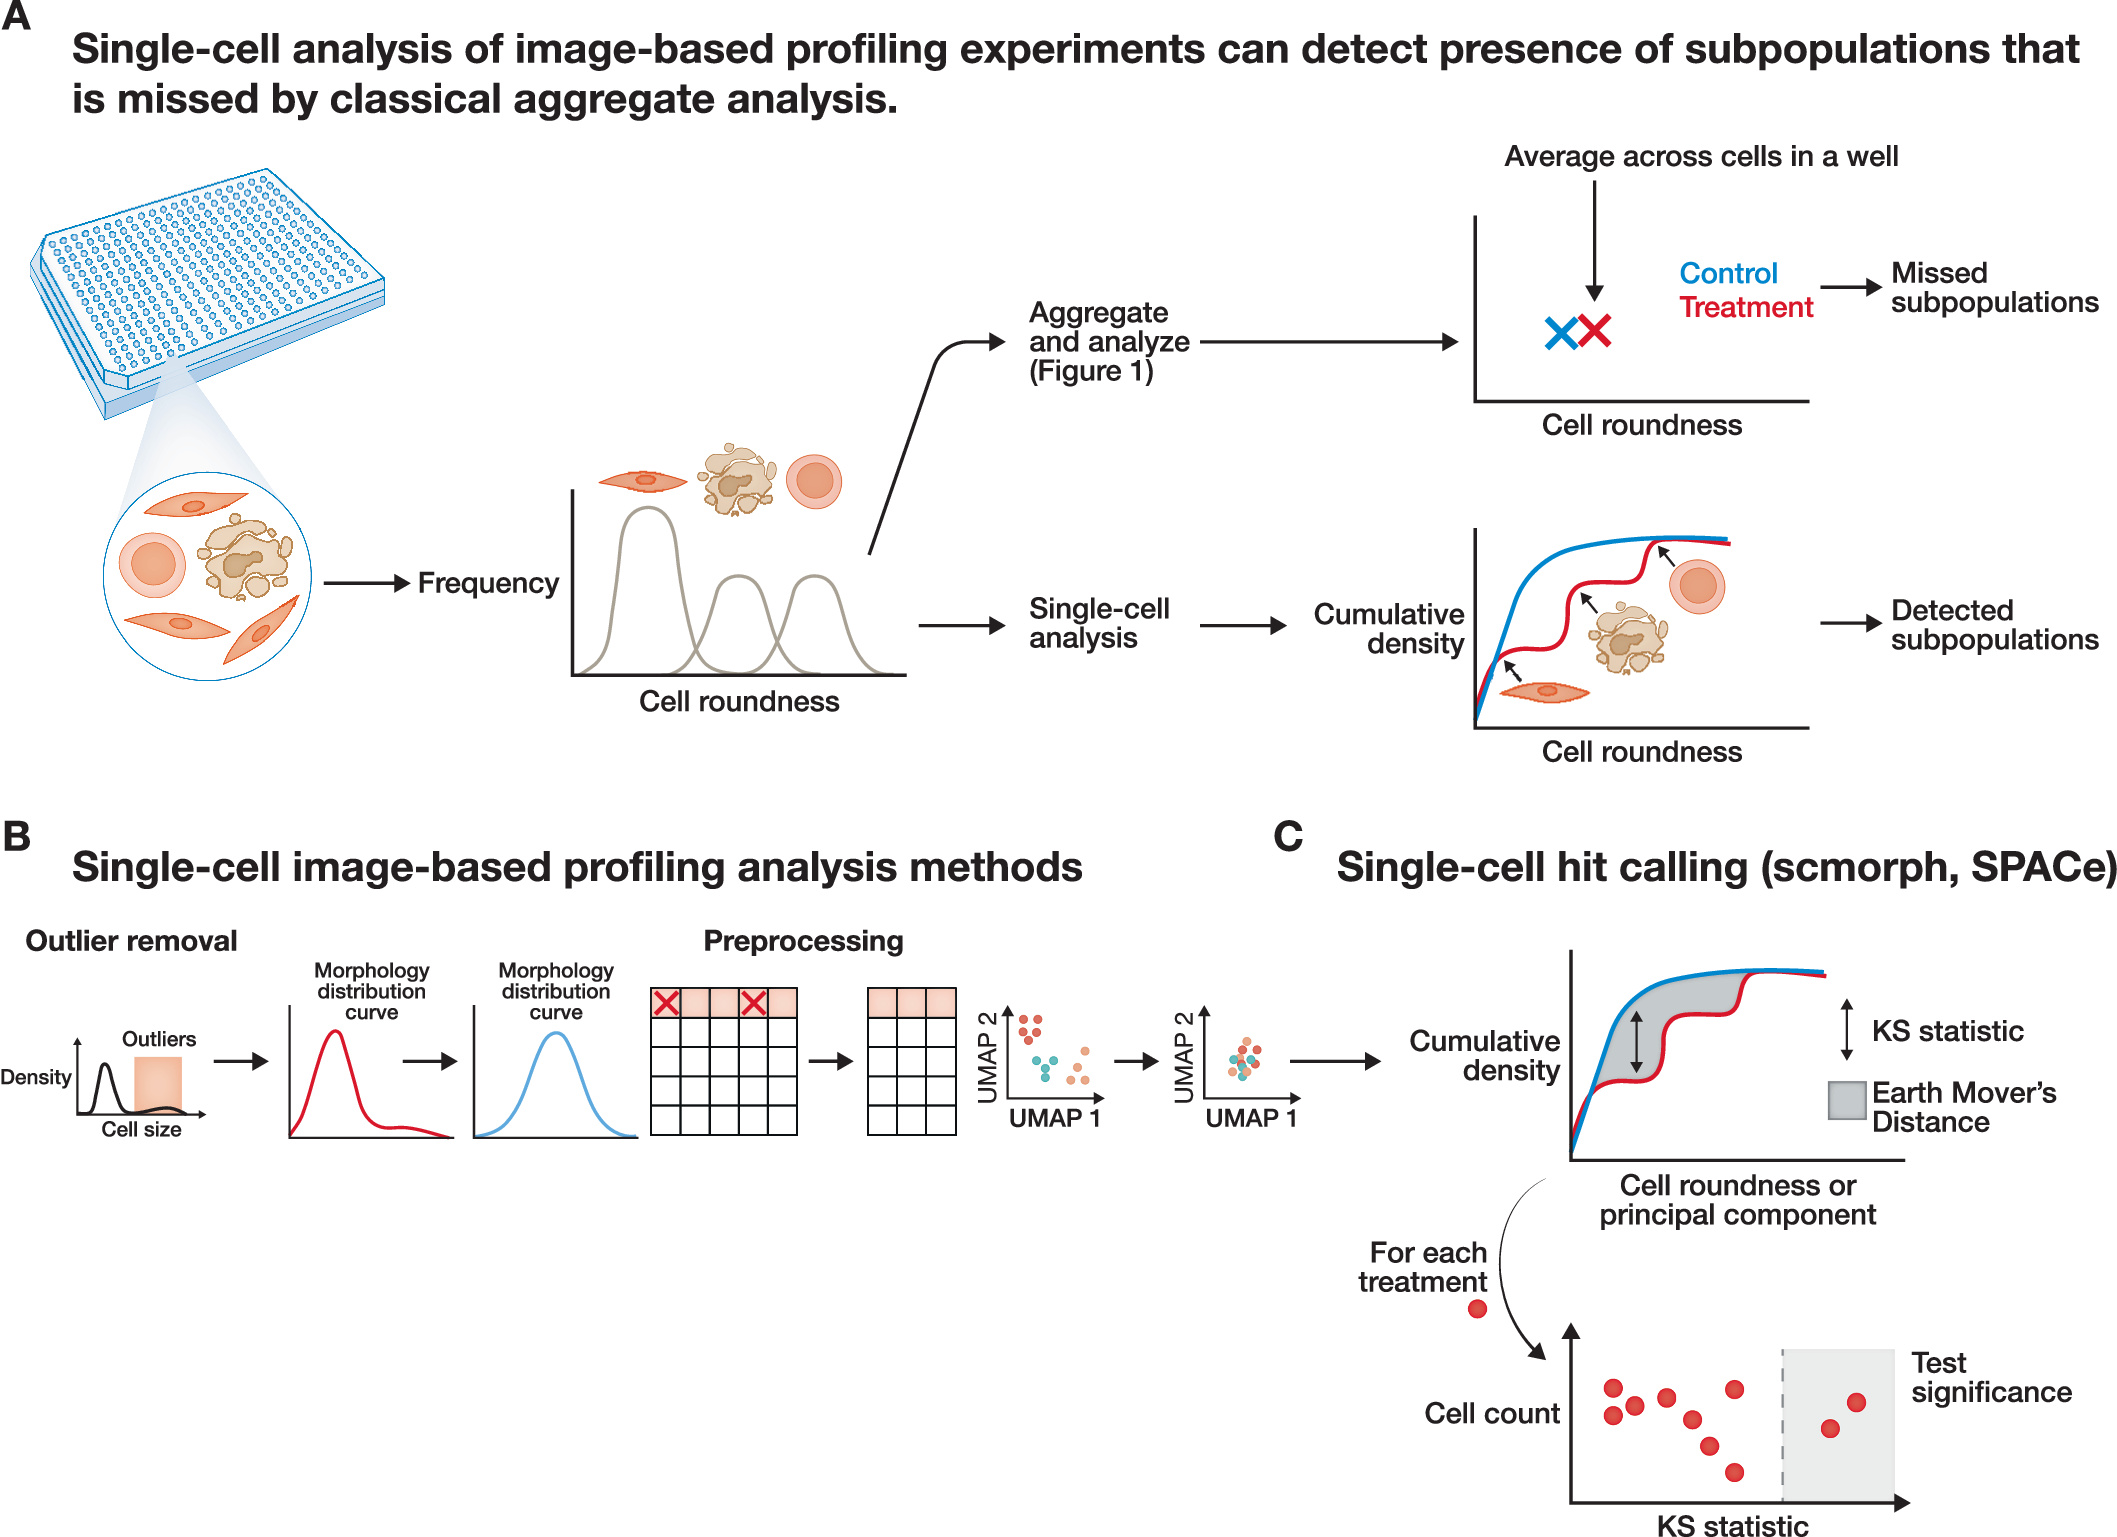 A
Single-cell analysis of image-based profiling experiments can detect presence of subpopulations that
is missed by classical aggregate analysis.
Average across cells in a well
Control
Treatment
Missed
subpopulations
Aggregate
and analyze
(Figure 1)
Cell roundness
Frequency
Cell roundness
Single-cell
analysis
Cumulative
density
Cell roundness
Detected
subpopulations
B
Single-cell image-based profiling analysis methods
Outlier removal
Density
Outliers
Cell size
Preprocessing
Morphology
distribution
curve
Morphology
distribution
curve
UMAP 2
UMAP 1
UMAP 2
UMAP 1
C
Single-cell hit calling (scmorph, SPACe)
Cumulative
density
KS statistic
Earth Mover's
Distance
Cell roundness or
principal component
For each
treatment
Cell count
Test
significance
KS statistic